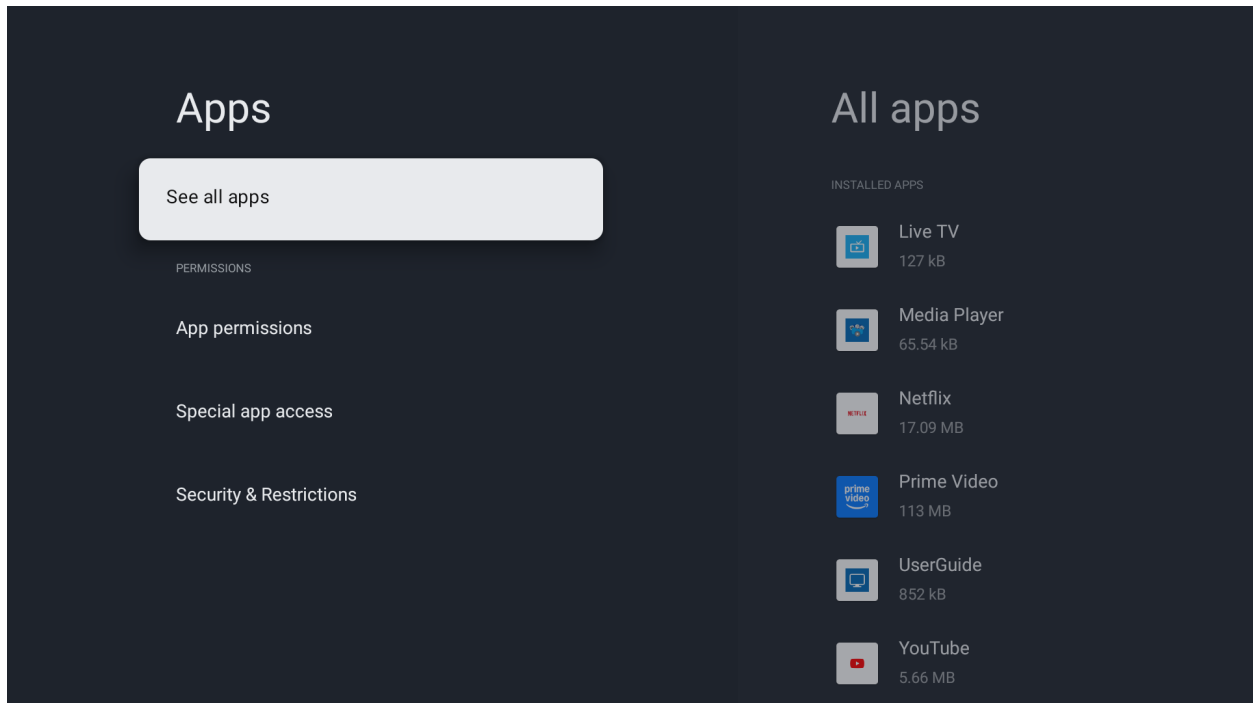 Apps
See all apps
PERMISSIONS
App permissions
Special app access
Security & Restrictions
All apps
INSTALLED APPS
Live TV
127 kB
Media Player
65.54 kB
NETFLIX
Netflix
17.09 MB
prime
video
Prime Video
113 MB
UserGuide
852 kB
YouTube
5.66 MB